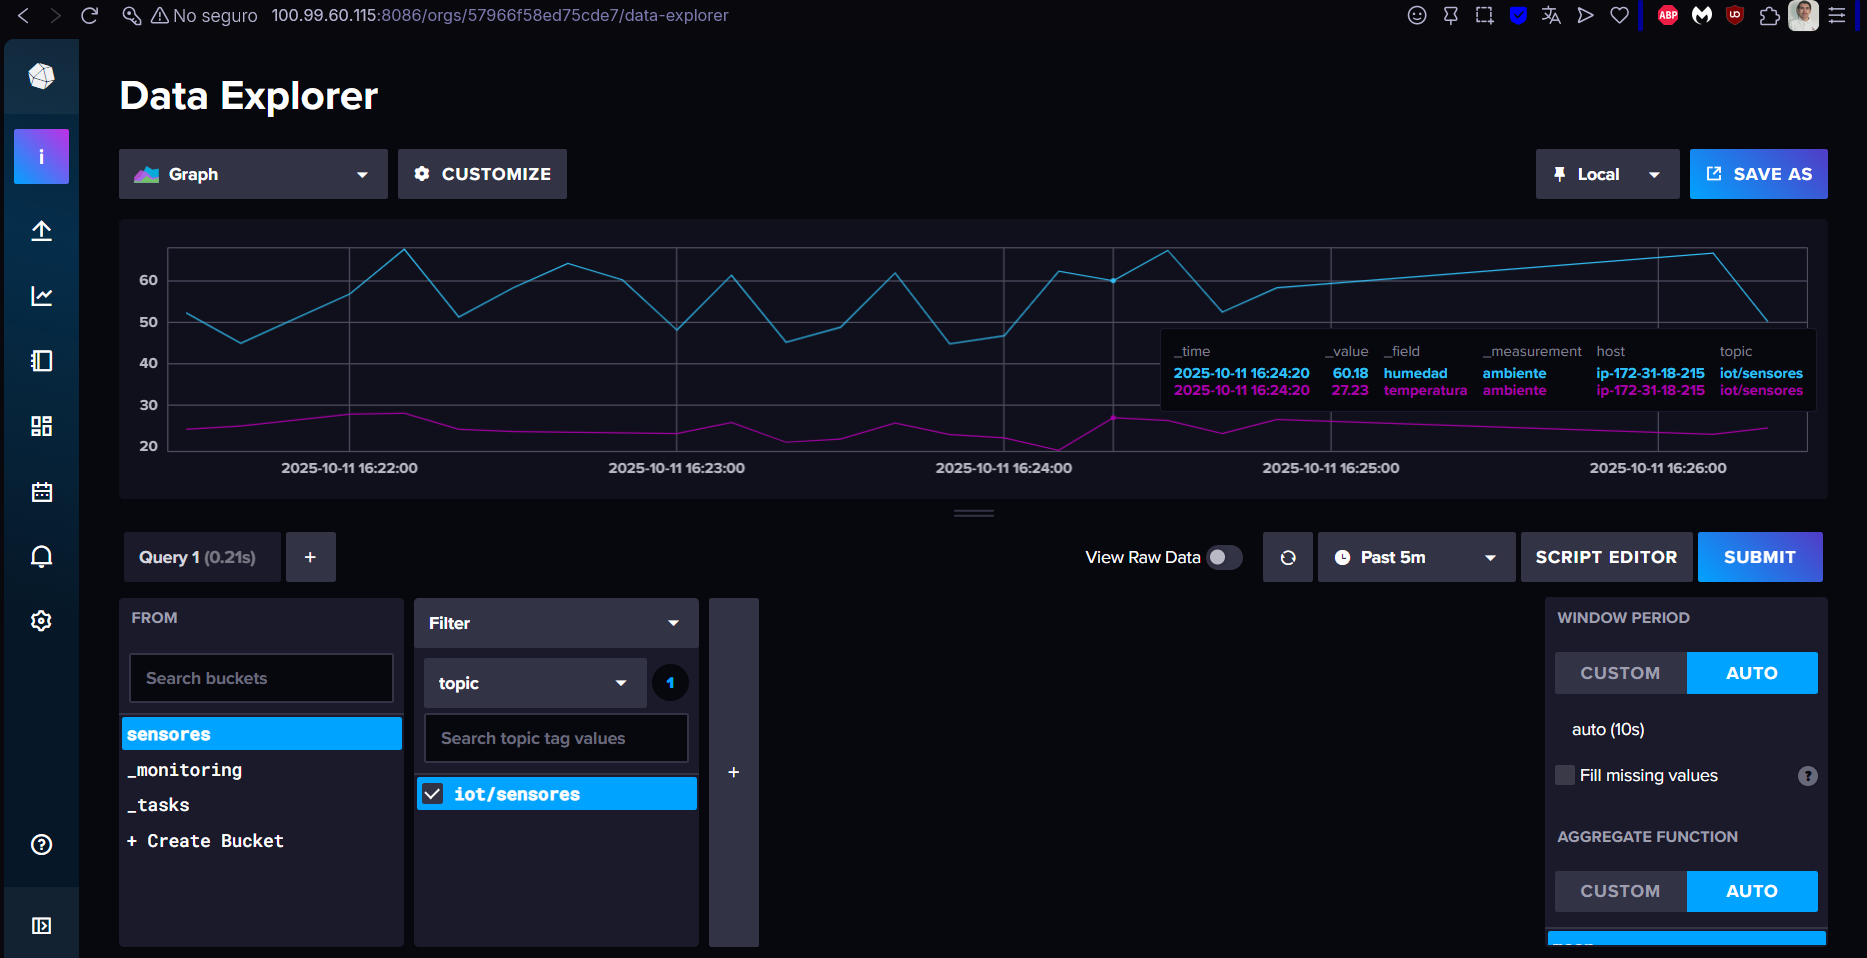 No seguro 100.99.60.115:8086/orgs/57966f58ed75cde7/data-explorer
ABP
UD
Data Explorer
i
Graph
CUSTOMIZE
Local
SAVE AS
60
50
40
30
20
2025-10-11 16:22:00
2025-10-11 16:23:00
2025-10-11 16:24:00
2025-10-11 16:25:00
2025-10-11 16:26:00
_time _value _field _measurement host topic
2025-10-11 16:24:20 60.18 humedad ambiente ip-172-31-18-215 iot/sensores
2025-10-11 16:24:20 27.23 temperatura ambiente ip-172-31-18-215 iot/sensores
Query 1 (0.21s)
+
View Raw Data
Past 5m
SCRIPT EDITOR
SUBMIT
FROM
Search buckets
sensores
_monitoring
_tasks
+ Create Bucket
Filter
topic
1
Search topic tag values
iot/sensores
+
WINDOW PERIOD
CUSTOM
AUTO
auto (10s)
Fill missing values
?
AGGREGATE FUNCTION
CUSTOM
AUTO